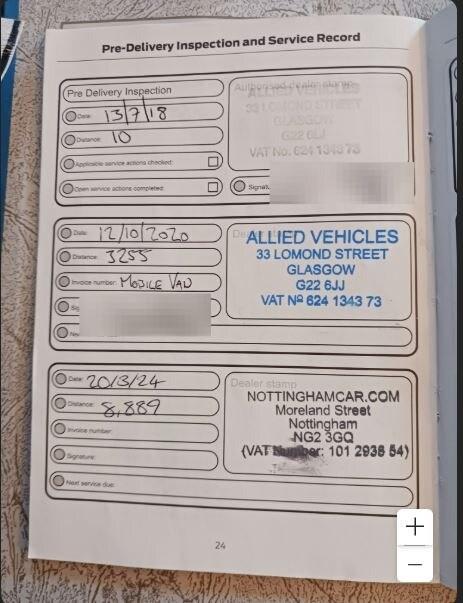 Pre-Delivery Inspection and Service Record
Pre Delivery Inspection
Date: 13/7/18
Distance: 10
Applicable service actions checked:
Open service actions completed:
Authorised dealer stamp
ALLIED VEHICLES
33 LOMOND STREET
GLASGOW
G22 6JJ
VAT No. 624 1343 73
Date: 12/10/2020
Distance: 3255
Invoice number: MOBILE VAN
ALLIED VEHICLES
33 LOMOND STREET
GLASGOW
G22 6JJ
VAT Nº 624 1343 73
Date: 20/3/24
Distance: 8,889
Invoice number:
Signature:
Next service due:
Dealer stamp
NOTTINGHAMCAR.COM
Moreland Street
Nottingham
NG2 3GQ
(VAT Number: 101 2938 54)
24